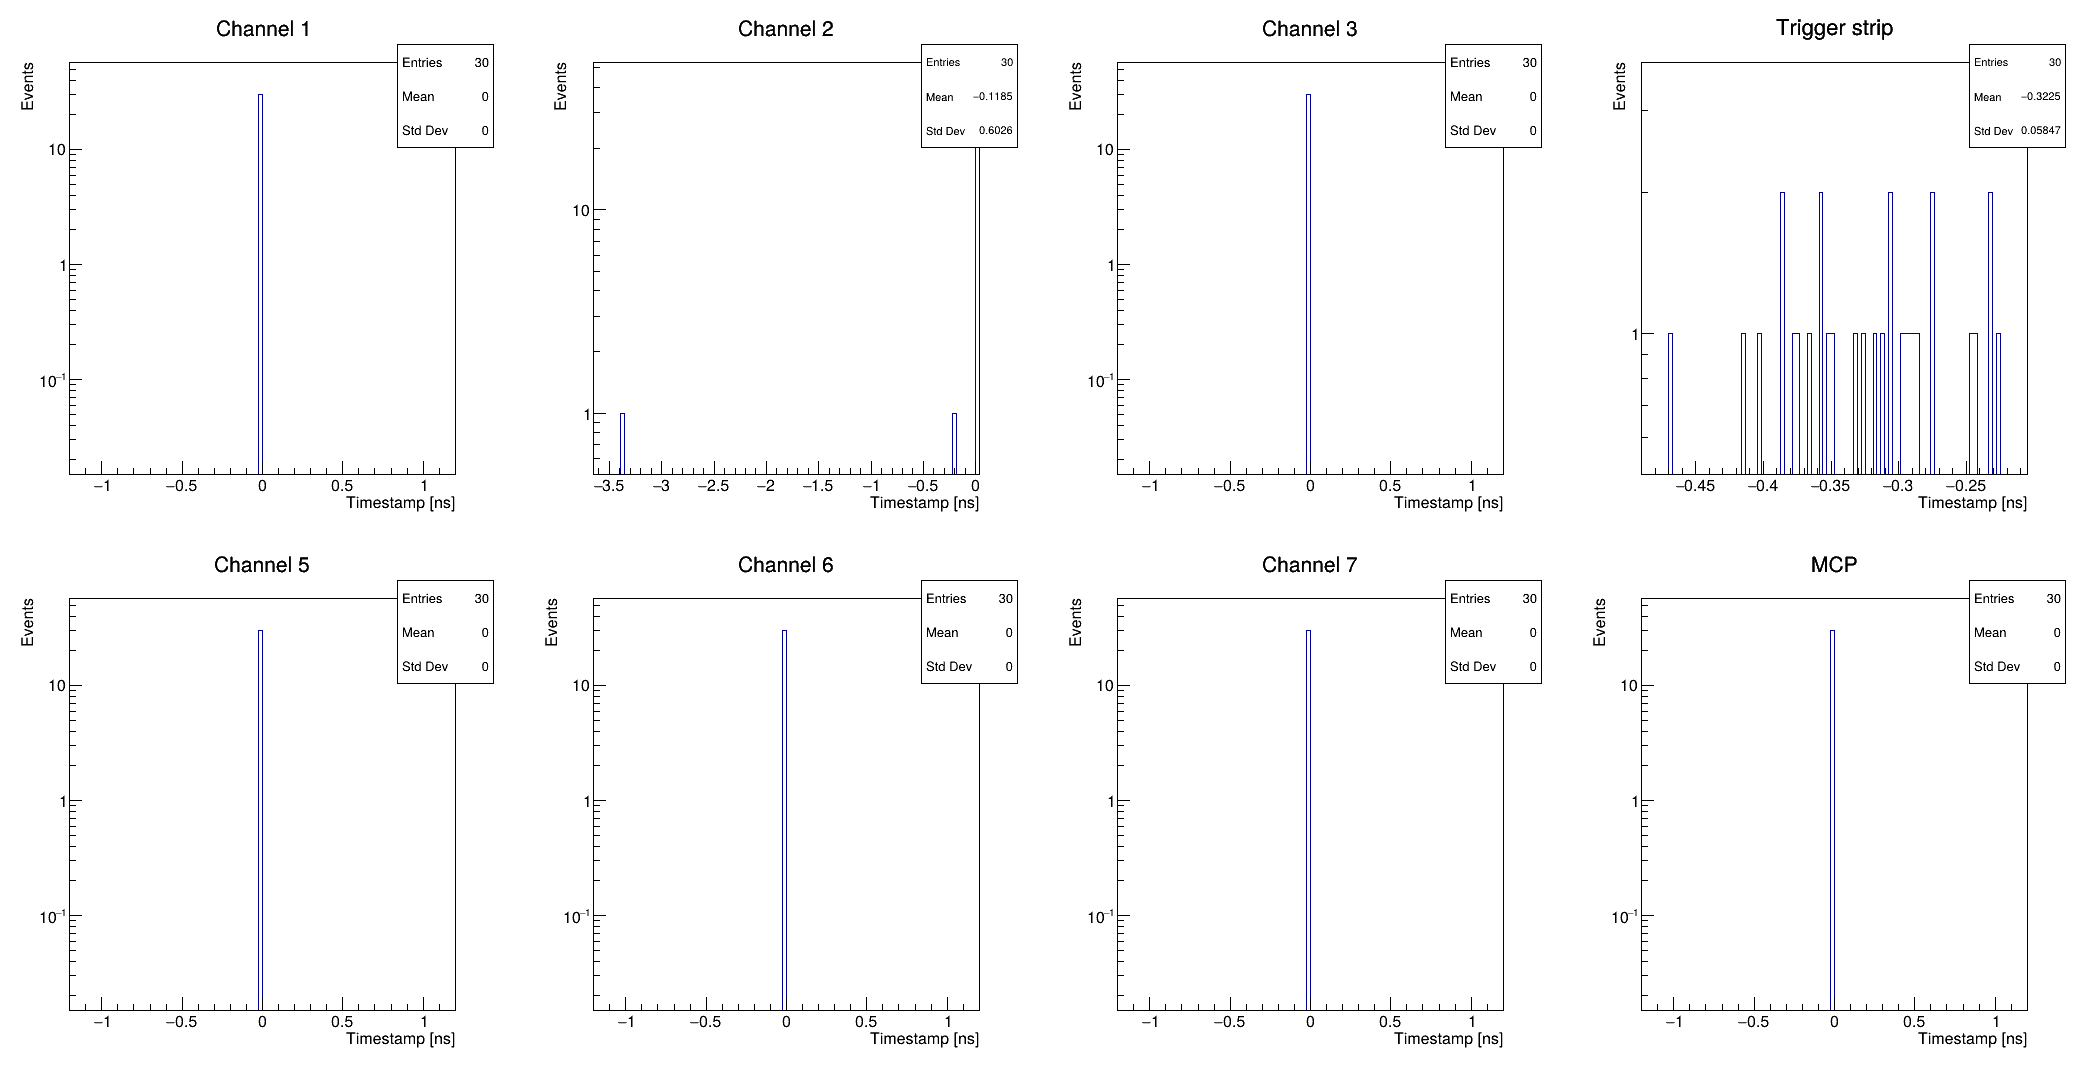 Channel 1
Events
Entries 30
Mean 0
Std Dev 0
10
1
10−1
−1 −0.5 0 0.5 1
Timestamp [ns]
Channel 2
Events
Entries 30
Mean −0.1185
Std Dev 0.6026
10
1
−3.5 −3 −2.5 −2 −1.5 −1 −0.5 0
Timestamp [ns]
Channel 3
Events
Entries 30
Mean 0
Std Dev 0
10
1
10−1
−1 −0.5 0 0.5 1
Timestamp [ns]
Trigger strip
Events
Entries 30
Mean −0.3225
Std Dev 0.05847
1
−0.45 −0.4 −0.35 −0.3 −0.25
Timestamp [ns]
Channel 5
Events
Entries 30
Mean 0
Std Dev 0
10
1
10−1
−1 −0.5 0 0.5 1
Timestamp [ns]
Channel 6
Events
Entries 30
Mean 0
Std Dev 0
10
1
10−1
−1 −0.5 0 0.5 1
Timestamp [ns]
Channel 7
Events
Entries 30
Mean 0
Std Dev 0
10
1
10−1
−1 −0.5 0 0.5 1
Timestamp [ns]
MCP
Events
Entries 30
Mean 0
Std Dev 0
10
1
10−1
−1 −0.5 0 0.5 1
Timestamp [ns]